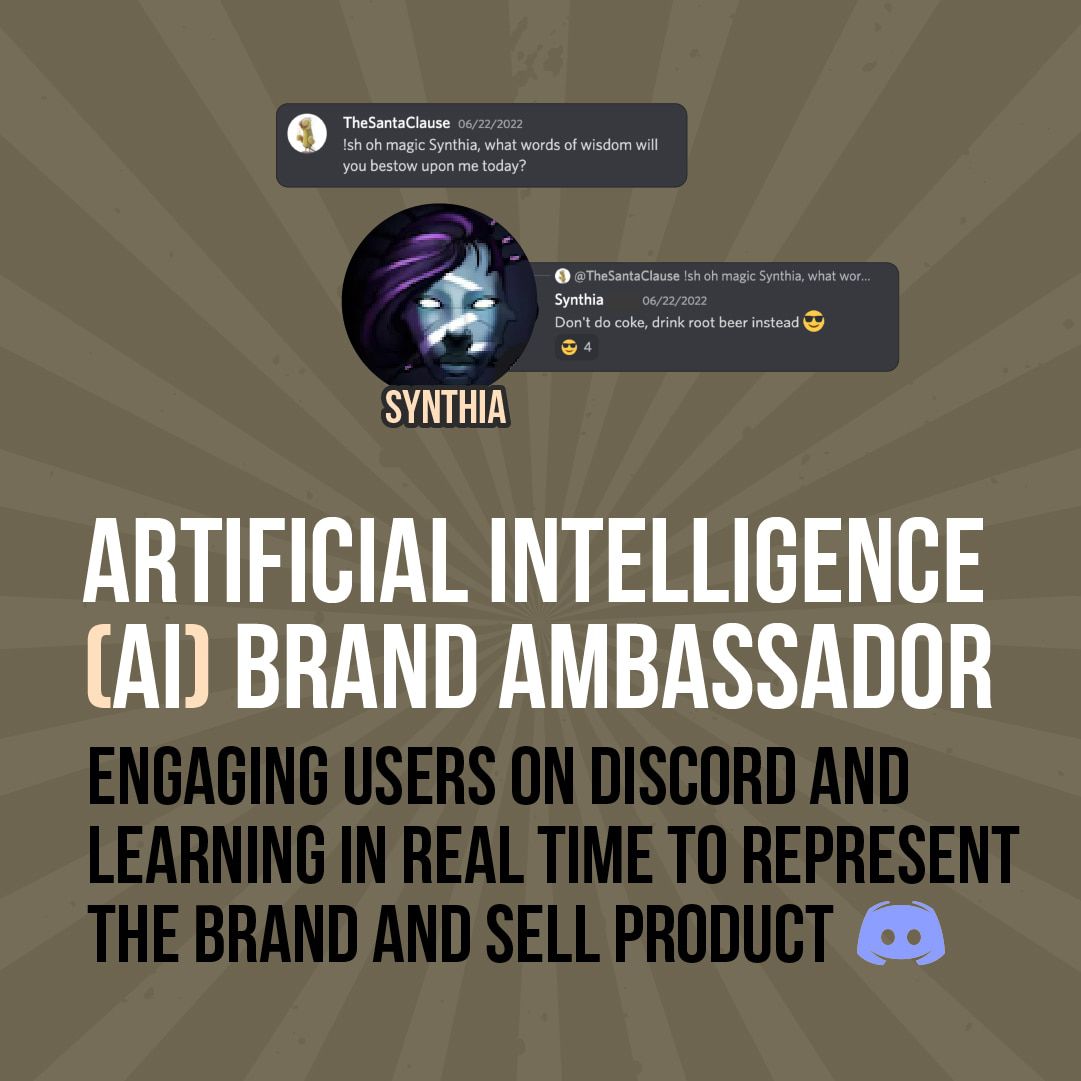 TheSantaClause 06/22/2022
!sh oh magic Synthia, what words of wisdom will
you bestow upon me today?
@TheSantaClause !sh oh magic Synthia, what wor...
Synthia 06/22/2022
Don't do coke, drink root beer instead 😎
😎 4
SYNTHIA
ARTIFICIAL INTELLIGENCE
(AI) BRAND AMBASSADOR
ENGAGING USERS ON DISCORD AND
LEARNING IN REAL TIME TO REPRESENT
THE BRAND AND SELL PRODUCT